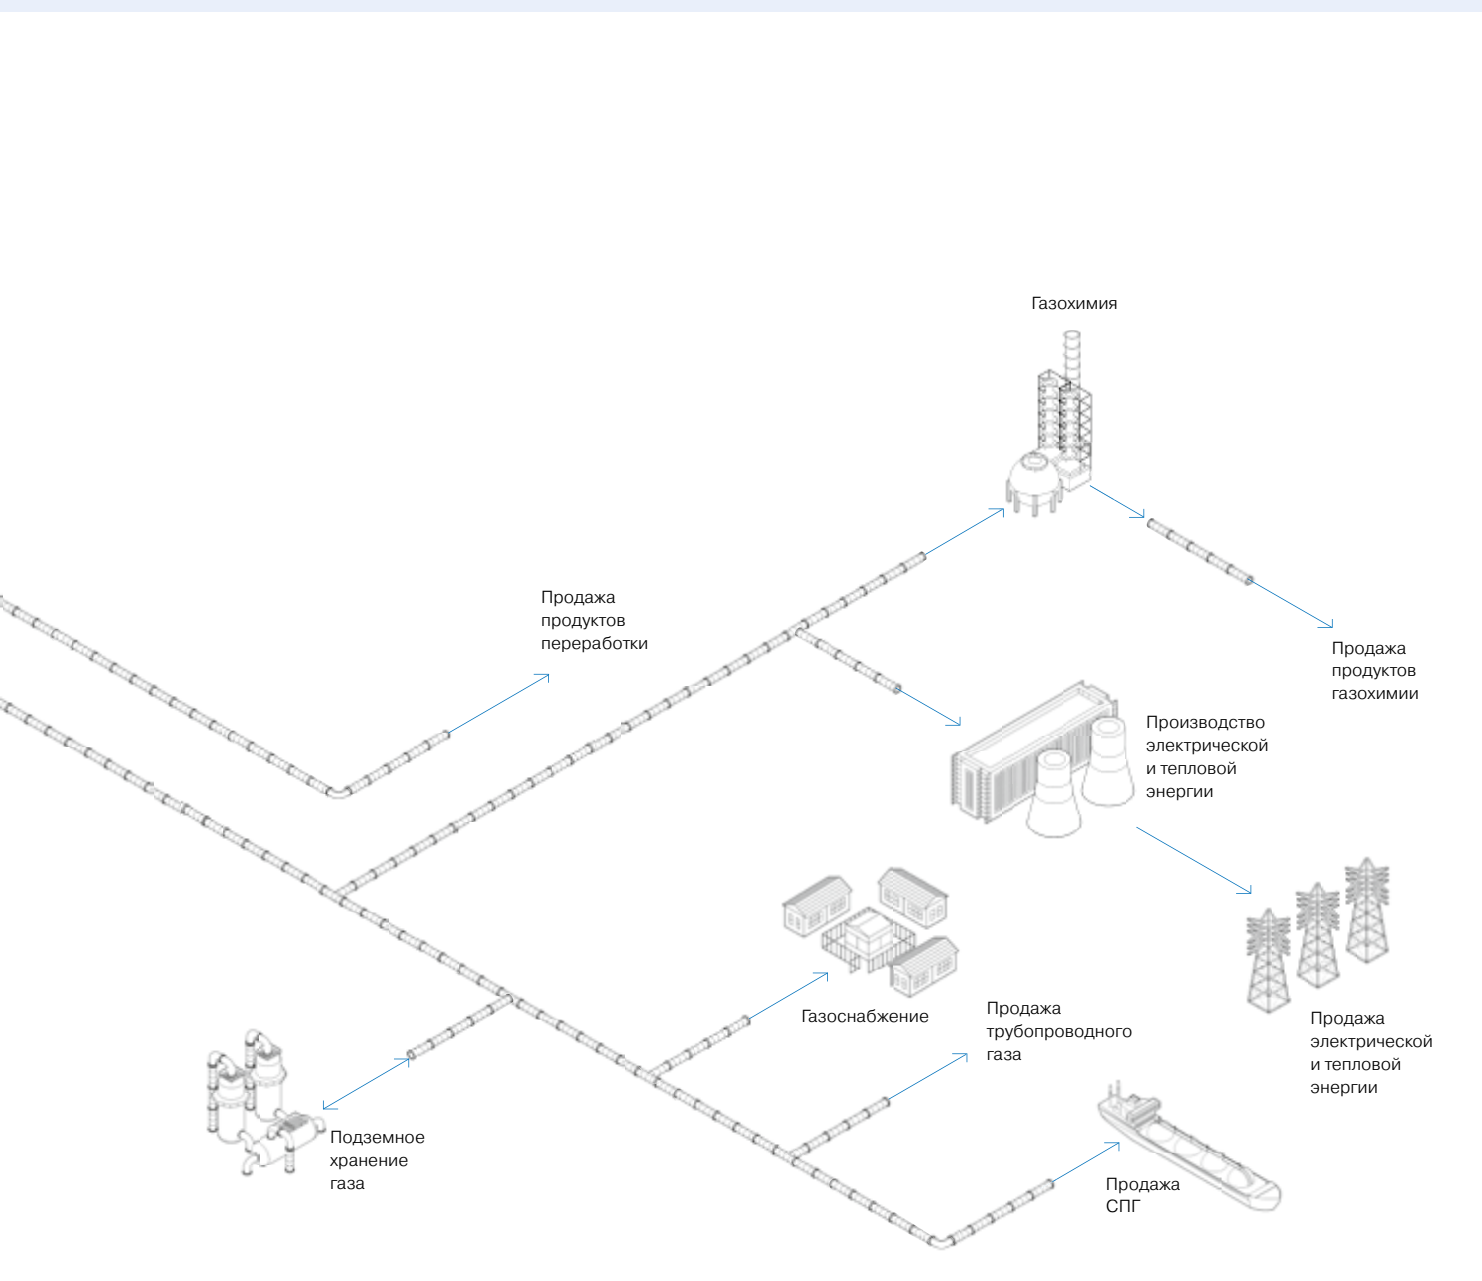 Газохимия
Продажа
продуктов
переработки
Продажа
продуктов
газохимии
Производство
электрической
и тепловой
энергии
Газоснабжение
Продажа
трубопроводного
газа
Продажа
электрической
и тепловой
энергии
Подземное
хранение
газа
Продажа
СПГ